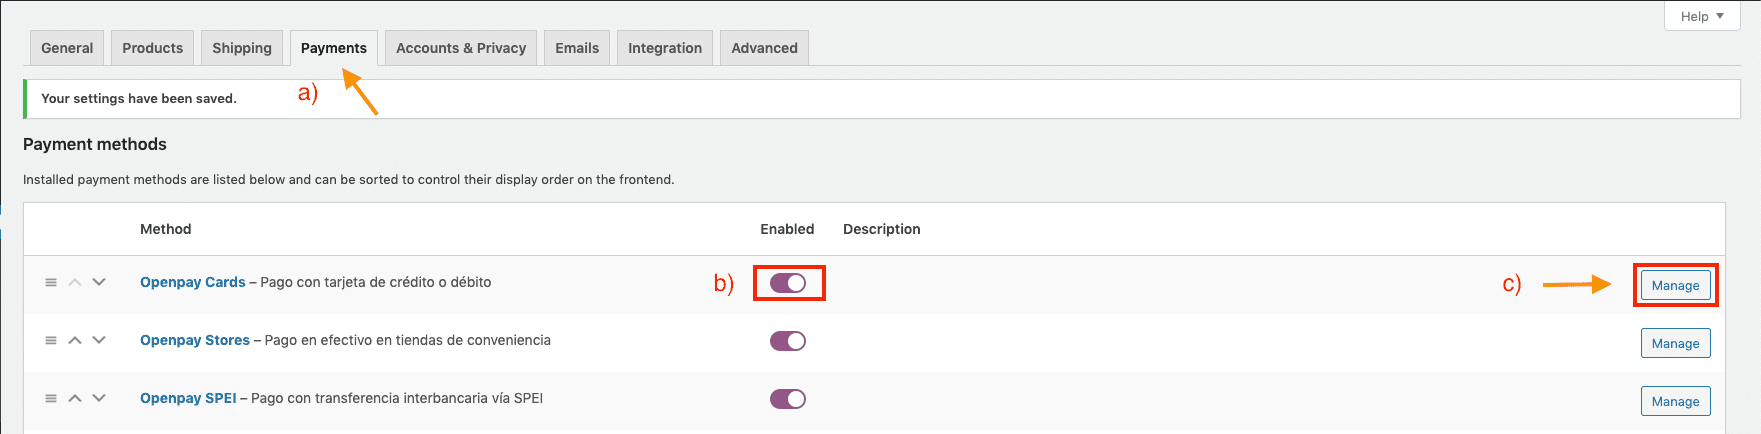 Help
General Products Shipping Payments Accounts & Privacy Emails Integration Advanced
a)
Your settings have been saved.
Payment methods
Installed payment methods are listed below and can be sorted to control their display order on the frontend.
Method Enabled Description
Openpay Cards – Pago con tarjeta de crédito o débito b) c) Manage
Openpay Stores – Pago en efectivo en tiendas de conveniencia Manage
Openpay SPEI – Pago con transferencia interbancaria vía SPEI Manage